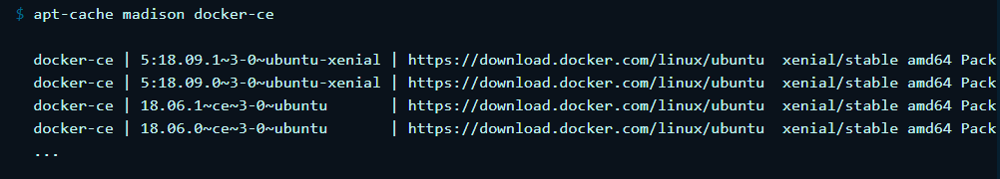 $ apt-cache madison docker-ce
docker-ce | 5:18.09.1~3-0~ubuntu-xenial | https://download.docker.com/linux/ubuntu  xenial/stable amd64 Pack
docker-ce | 5:18.09.0~3-0~ubuntu-xenial | https://download.docker.com/linux/ubuntu  xenial/stable amd64 Pack
docker-ce | 18.06.1~ce~3-0~ubuntu       | https://download.docker.com/linux/ubuntu  xenial/stable amd64 Pack
docker-ce | 18.06.0~ce~3-0~ubuntu       | https://download.docker.com/linux/ubuntu  xenial/stable amd64 Pack
...